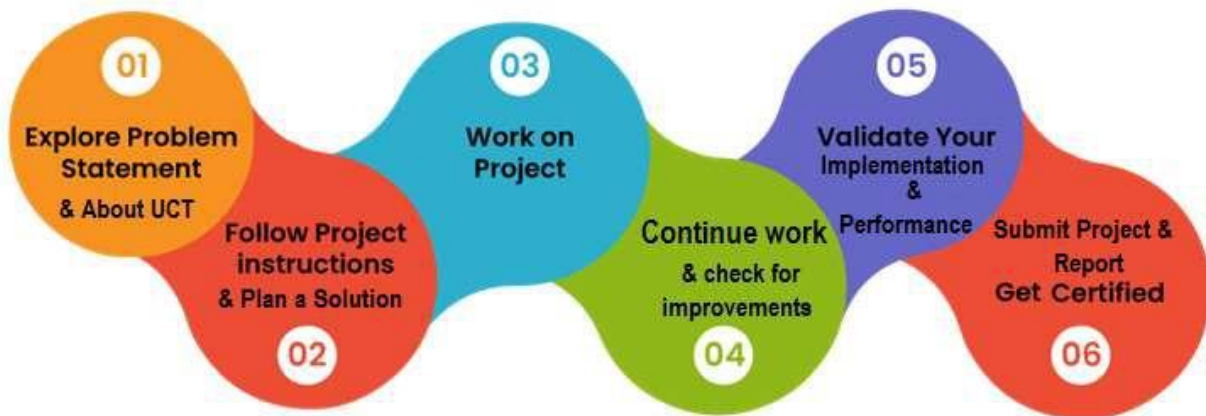 01
Explore Problem
Statement
& About UCT
Follow Project
instructions
& Plan a Solution
02
03
Work on
Project
Continue work
& check for
improvements
04
05
Validate Your
Implementation
&
Performance
Submit Project &
Report
Get Certified
06